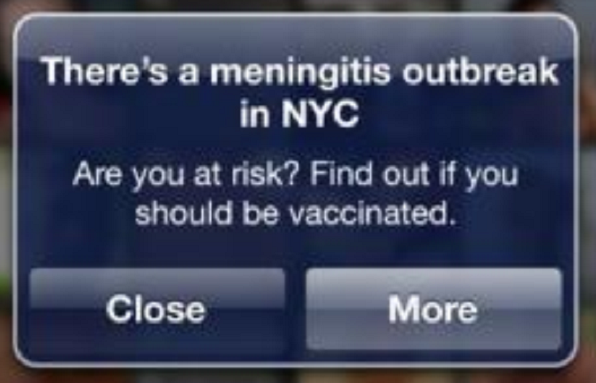 There's a meningitis outbreak
in NYC
Are you at risk? Find out if you
should be vaccinated.
Close
More